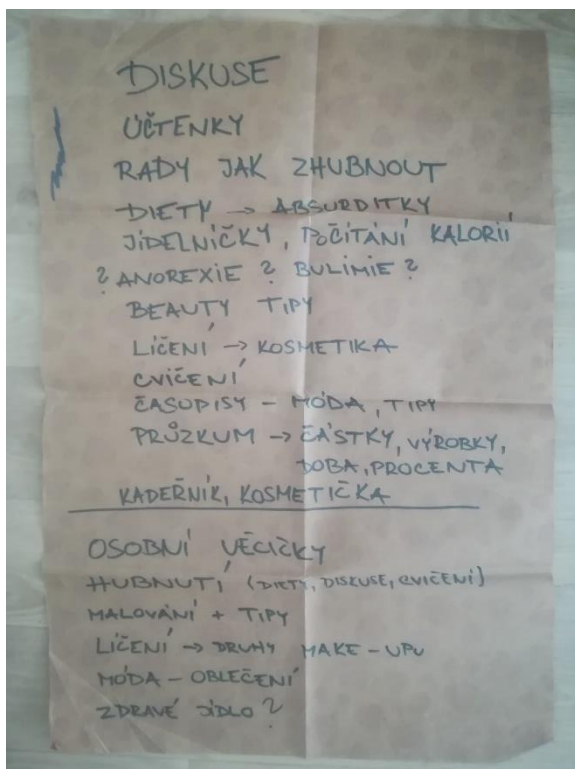 DISKUSE
ÚČTENKY
RADY JAK ZHUBNOUT
DIETY → ABSURDITKY
JÍDELNÍČKY, POČÍTÁNÍ KALORIÍ
? ANOREXIE ? BULIMIE ?
BEAUTY TIPY
LÍČENÍ → KOSMETIKA
CVIČENÍ
ČASOPISY - MÓDA, TIPY
PRŮZKUM → ČÁSTKY, VÝROBKY,
DOBA, PROCENTA
KADEŘNÍK, KOSMETIČKA
OSOBNÍ VĚCIČKY
HUBNUTÍ (DIETY, DISKUSE, CVIČENÍ)
MALOVÁNÍ + TIPY
LÍČENÍ → DRUHY MAKE-UPU
MÓDA - OBLEČENÍ
ZDRAVÉ JÍDLO ?